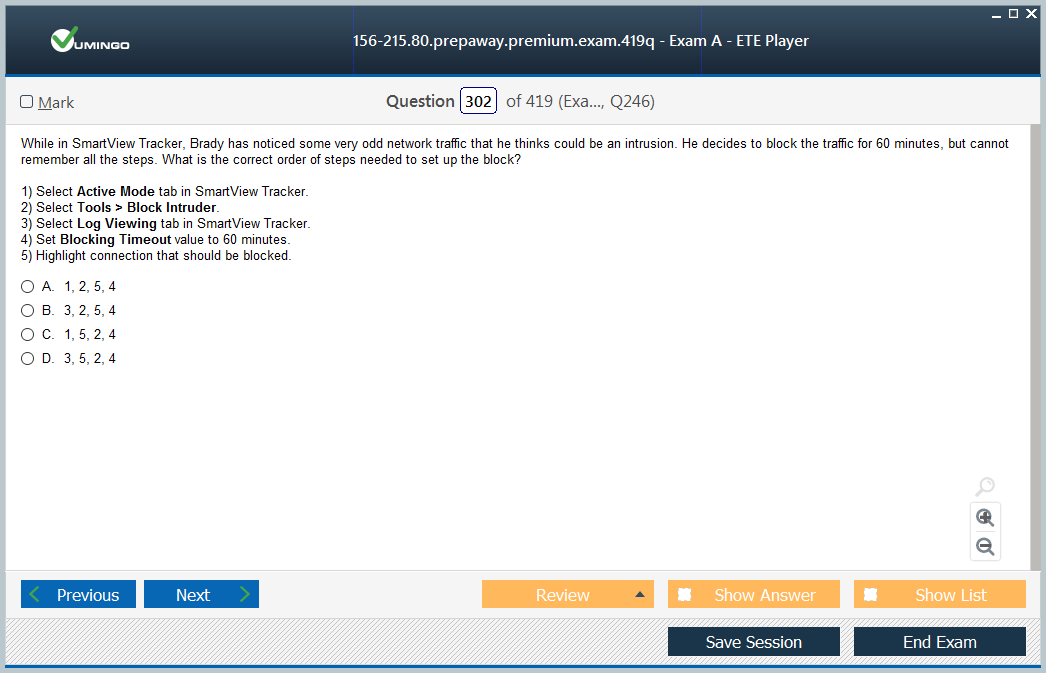 VUMINGO
156-215.80.prepaway.premium.exam.419q - Exam A - ETE Player
Mark
Question 302 of 419 (Exa..., Q246)
While in SmartView Tracker, Brady has noticed some very odd network traffic that he thinks could be an intrusion. He decides to block the traffic for 60 minutes, but cannot
remember all the steps. What is the correct order of steps needed to set up the block?
1) Select Active Mode tab in SmartView Tracker.
2) Select Tools > Block Intruder.
3) Select Log Viewing tab in SmartView Tracker.
4) Set Blocking Timeout value to 60 minutes.
5) Highlight connection that should be blocked.
A. 1, 2, 5, 4
B. 3, 2, 5, 4
C. 1, 5, 2, 4
D. 3, 5, 2, 4
Previous Next Review Show Answer Show List
Save Session End Exam